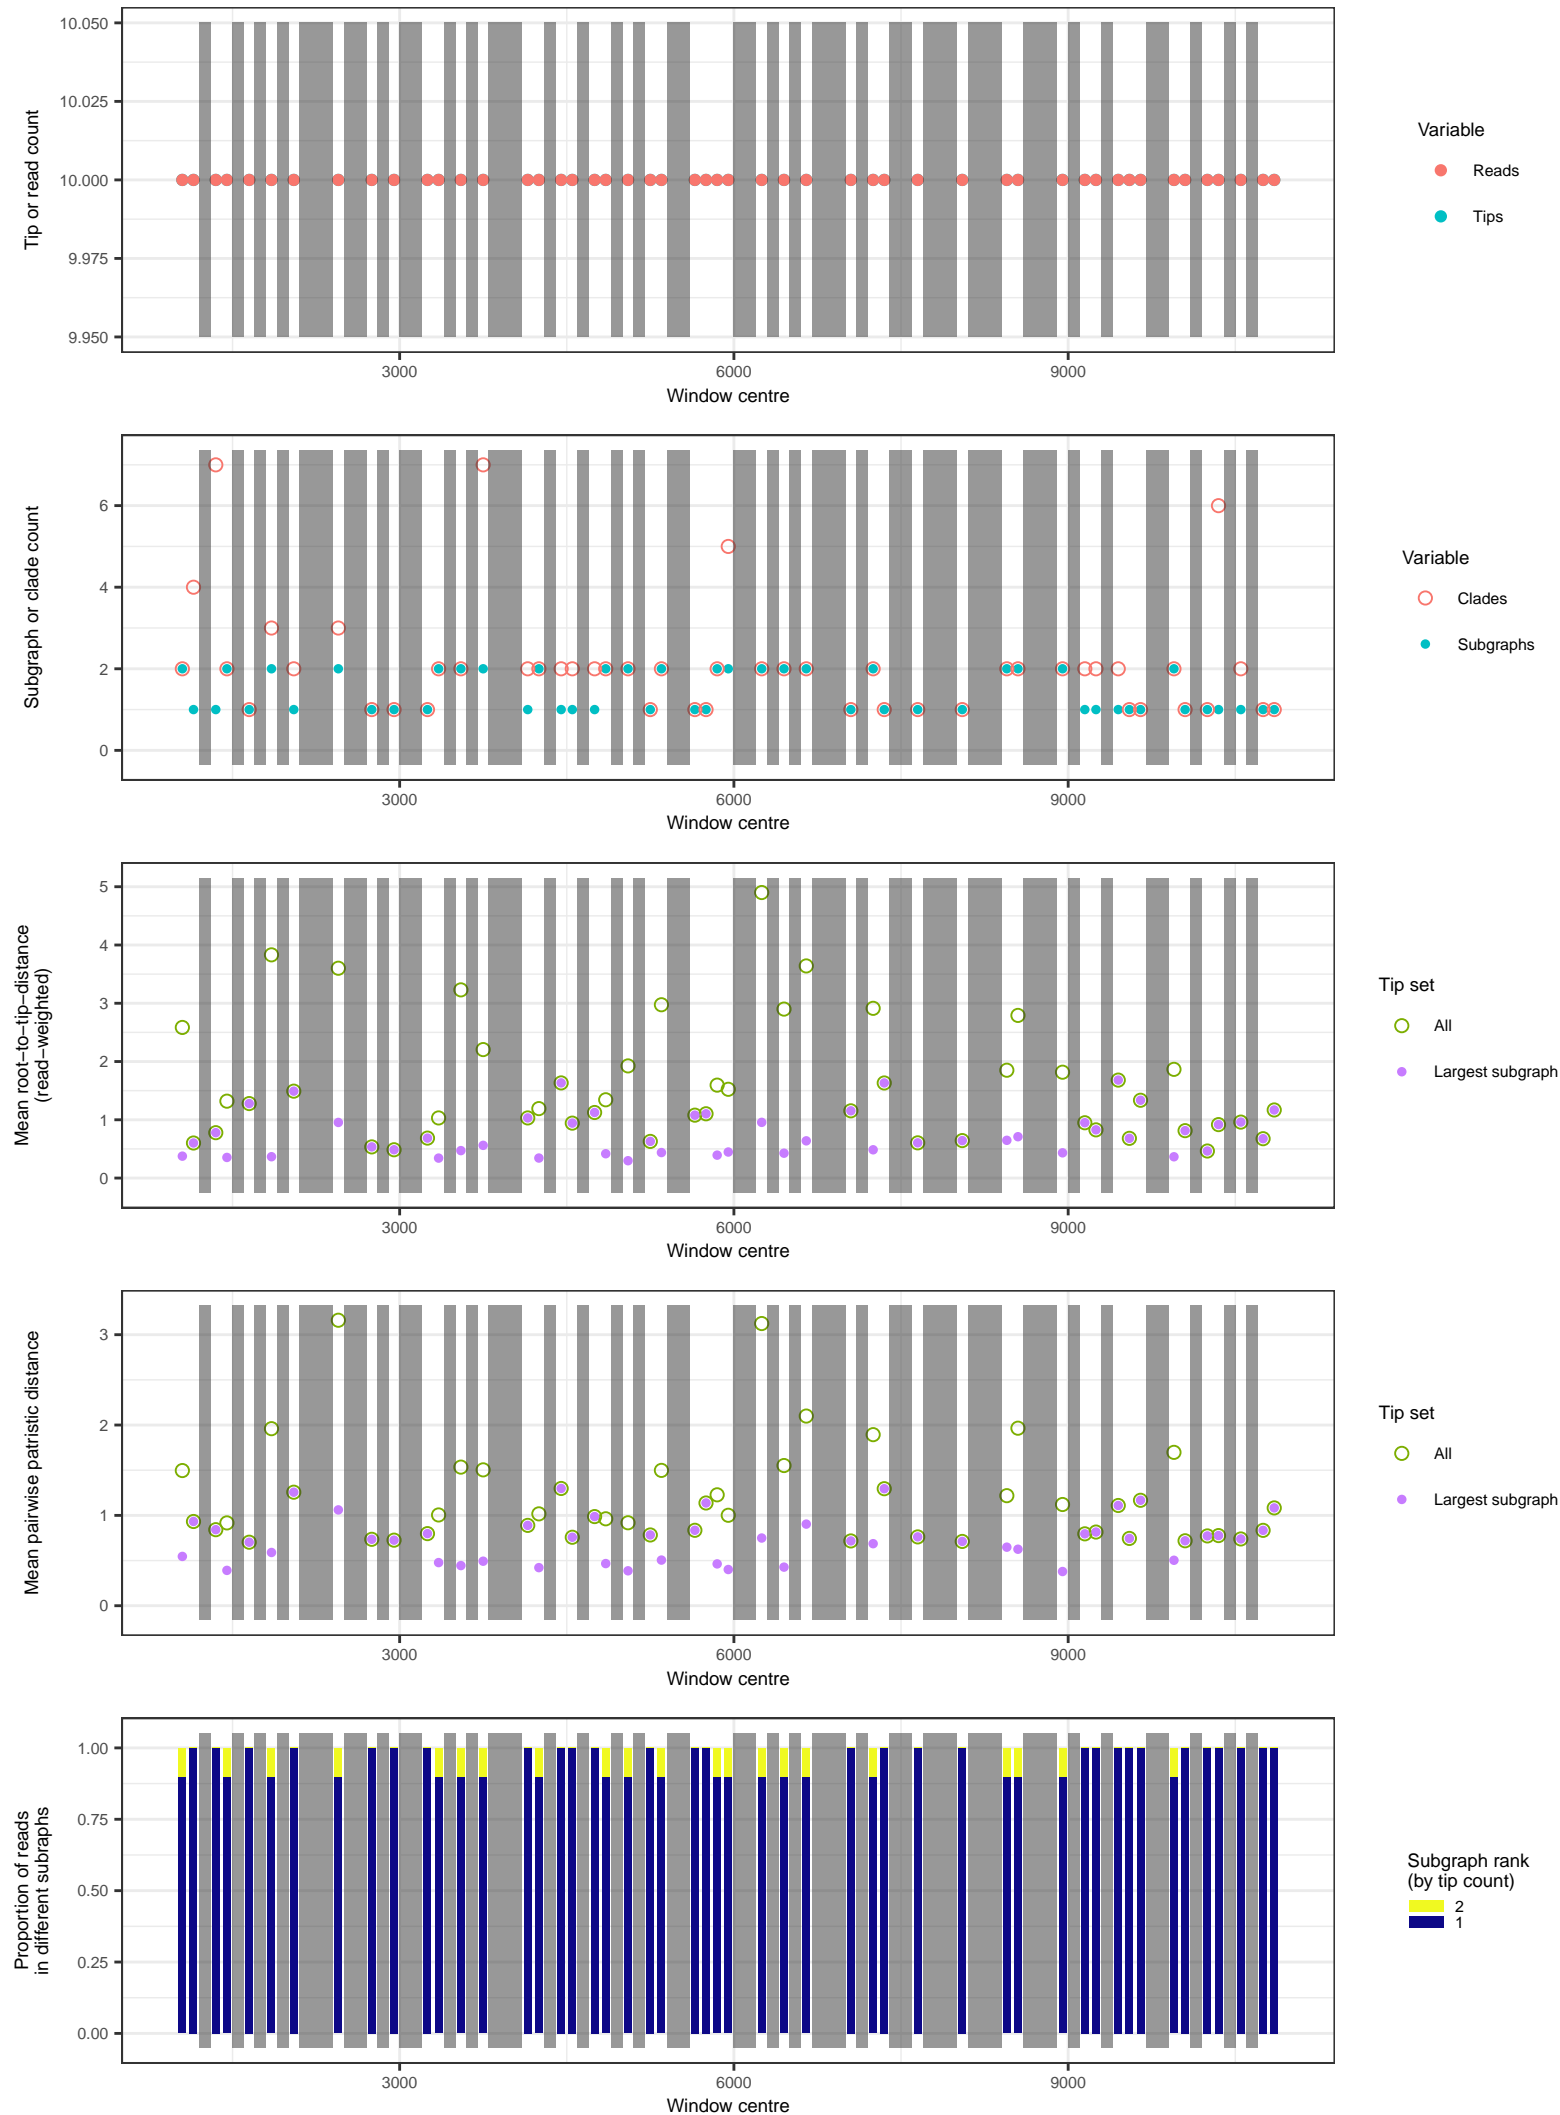 10.050
10.025
10.000
9.975
9.950
Tip or read count
3000
6000
9000
Window centre
Variable
Reads
Tips
6
4
2
0
Subgraph or clade count
3000
6000
9000
Window centre
Variable
Clades
Subgraphs
5
4
3
2
1
0
Mean root−to−tip−distance
(read−weighted)
3000
6000
9000
Window centre
Tip set
All
Largest subgraph
3
2
1
0
Mean pairwise patristic distance
3000
6000
9000
Window centre
Tip set
All
Largest subgraph
1.00
0.75
0.50
0.25
0.00
Proportion of reads
in different subraphs
3000
6000
9000
Window centre
Subgraph rank
(by tip count)
2
1